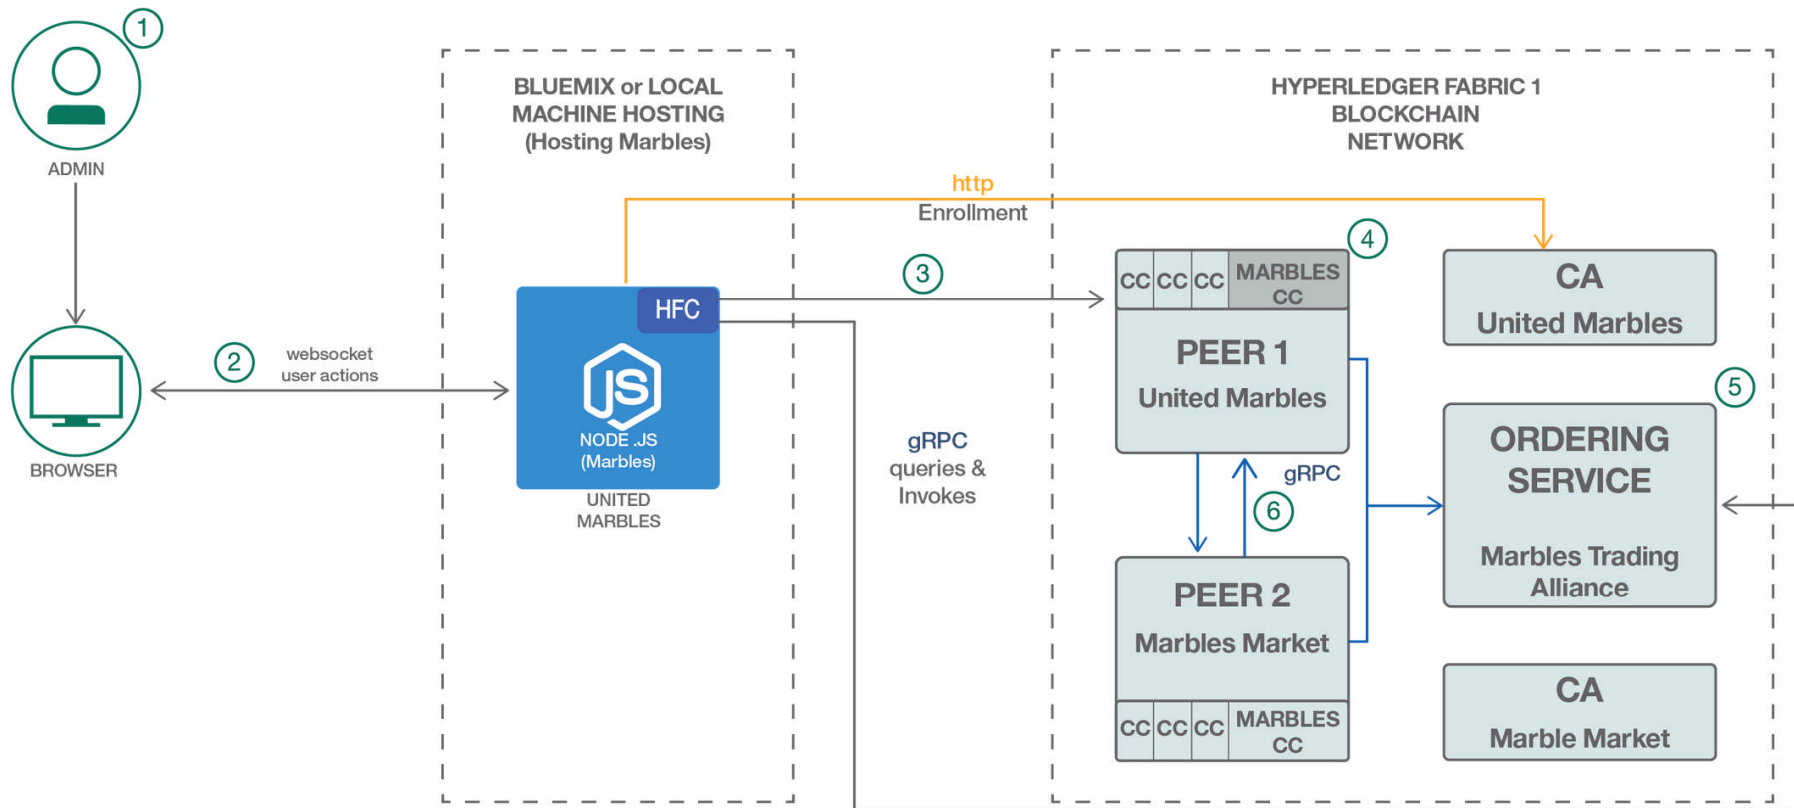 1
ADMIN
BROWSER
2
websocket
user actions
BLUEMIX or LOCAL
MACHINE HOSTING
(Hosting Marbles)
HFC
JS
NODE .JS
(Marbles)
UNITED
MARBLES
http
Enrollment
3
gRPC
queries &
Invokes
HYPERLEDGER FABRIC 1
BLOCKCHAIN
NETWORK
4
CC CC CC MARBLES
CC
PEER 1
United Marbles
gRPC
6
PEER 2
Marbles Market
CC CC CC MARBLES
CC
CA
United Marbles
5
ORDERING
SERVICE
Marbles Trading
Alliance
CA
Marble Market